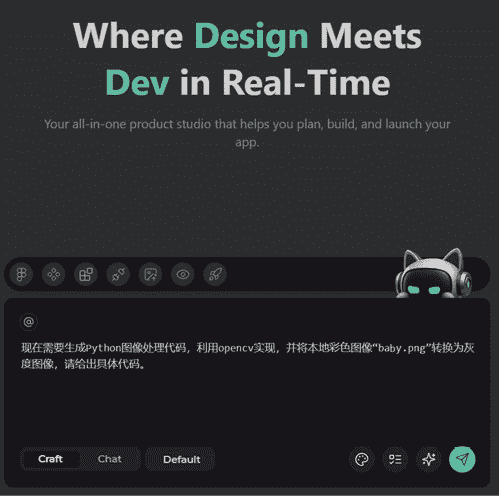 Where Design Meets
Dev in Real-Time
Your all-in-one product studio that helps you plan, build, and launch your
app.
@
现在需要生成Python图像处理代码，利用opencv实现，并将本地彩色图像“baby.png”转换为灰
度图像，请给出具体代码。
Craft Chat Default